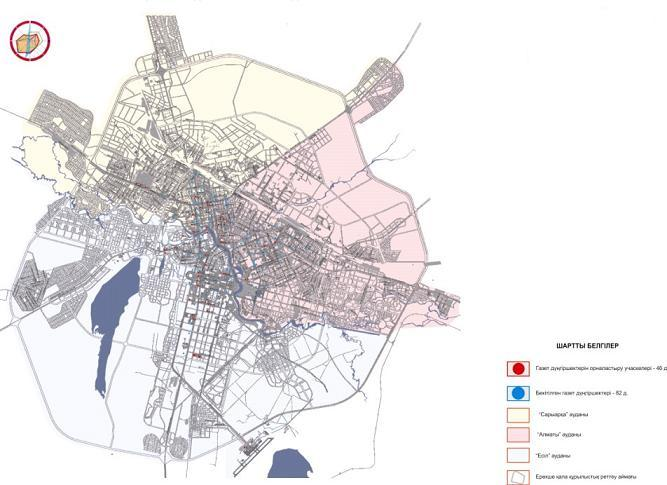 ШАРТТЫ БЕЛГІЛЕР
Газет дүңгіршектерін орналастыру учаскелері - 46 д
Бекітілген газет дүңгіршектері - 82 д.
"Сарыарқа" ауданы
"Алматы" ауданы
"Есіл" ауданы
Ерекше қала құрылыстық реттеу аймағы